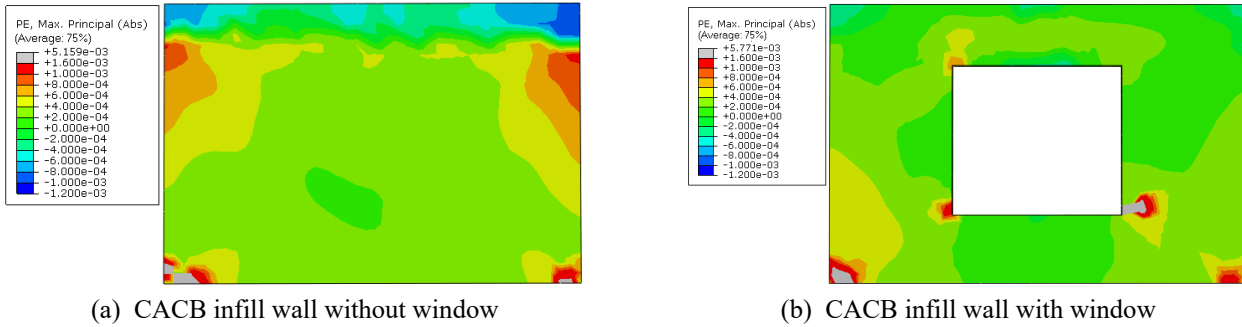 PE, Max. Principal (Abs)
(Average: 75%)
+5.159e-03
+1.600e-03
+1.000e-03
+8.000e-04
+6.000e-04
+4.000e-04
+2.000e-04
+0.000e+00
-2.000e-04
-4.000e-04
-6.000e-04
-8.000e-04
-1.000e-03
-1.200e-03
(a) CACB infill wall without window
PE, Max. Principal (Abs)
(Average: 75%)
+5.771e-03
+1.600e-03
+1.000e-03
+8.000e-04
+6.000e-04
+4.000e-04
+2.000e-04
+0.000e+00
-2.000e-04
-4.000e-04
-6.000e-04
-8.000e-04
-1.000e-03
-1.200e-03
(b) CACB infill wall with window